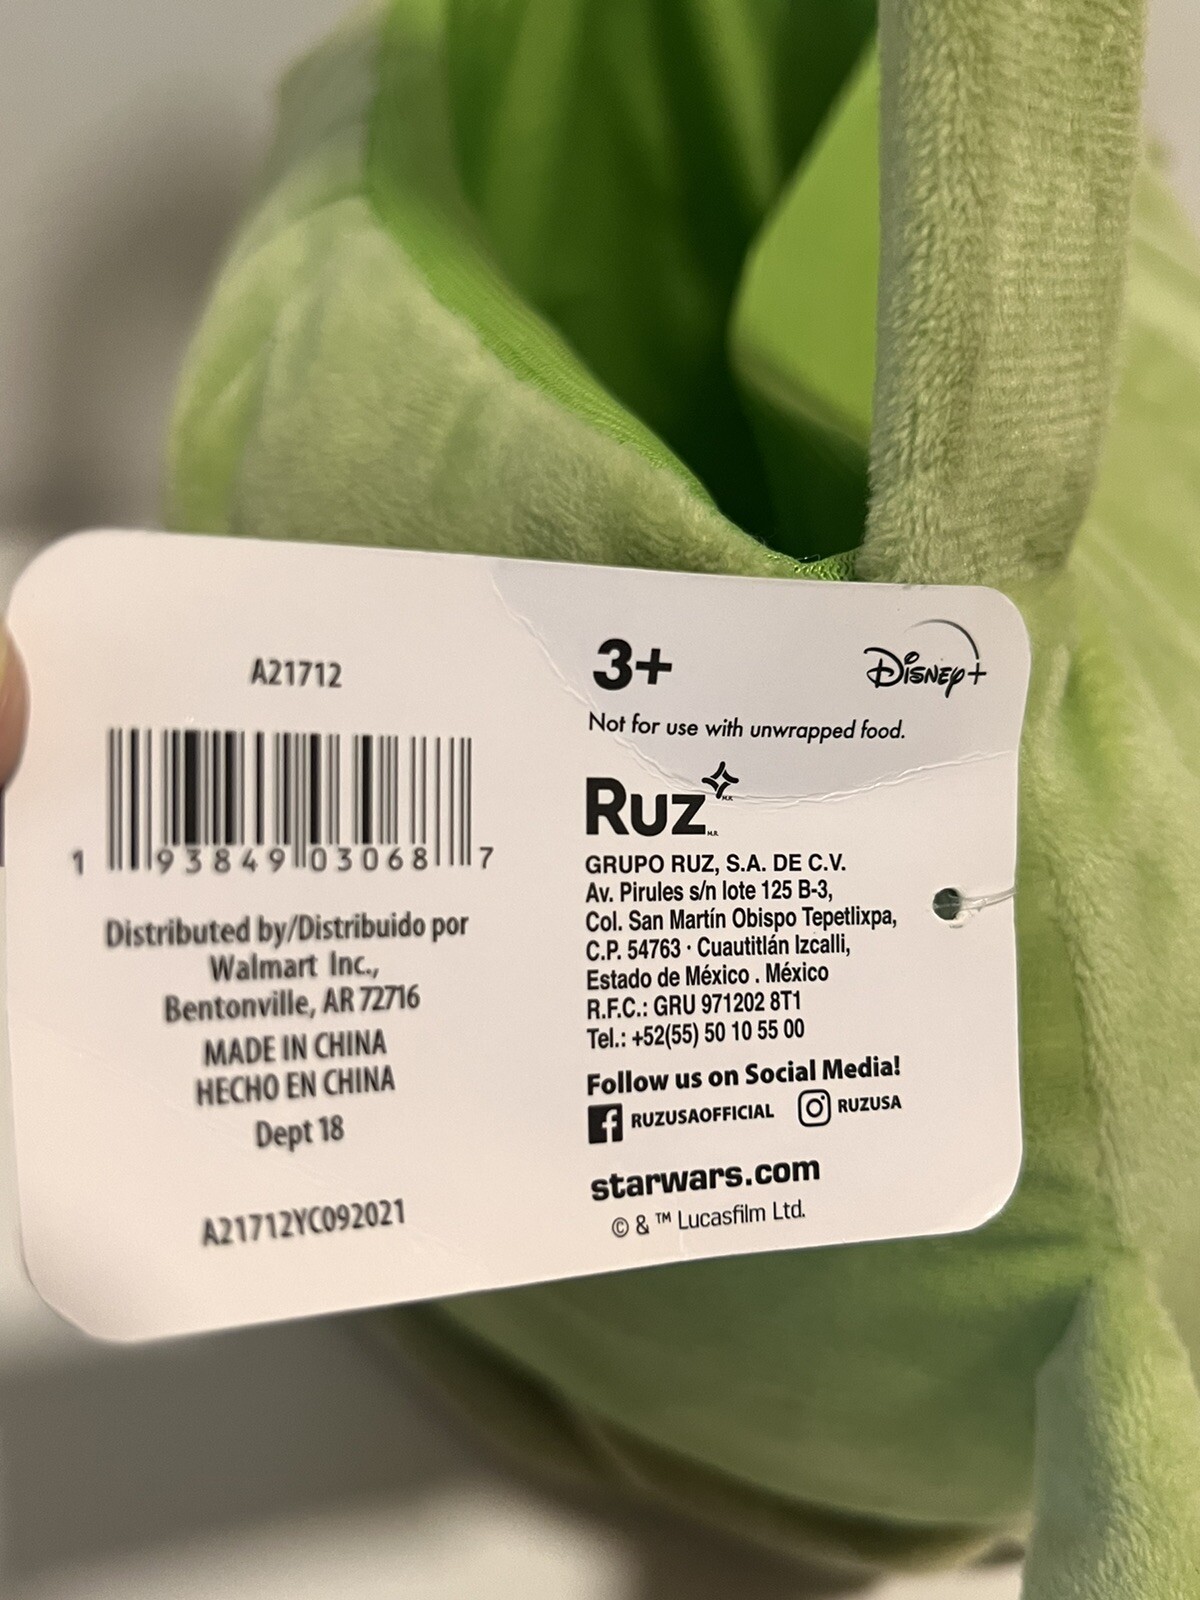 A21712
1 93849 03068 7
Distributed by/Distribuido por
Walmart Inc.,
Bentonville, AR 72716
MADE IN CHINA
HECHO EN CHINA
Dept 18
A21712YC092021
3+
Disney+
Not for use with unwrapped food.
Ruz M.R.
M.R.
GRUPO RUZ, S.A. DE C.V.
Av. Pirules s/n lote 125 B-3,
Col. San Martín Obispo Tepetlixpa,
C.P. 54763 · Cuautitlán Izcalli,
Estado de México . México
R.F.C.: GRU 971202 8T1
Tel.: +52(55) 50 10 55 00
Follow us on Social Media!
RUZUSAOFFICIAL RUZUSA
starwars.com
© & ™ Lucasfilm Ltd.